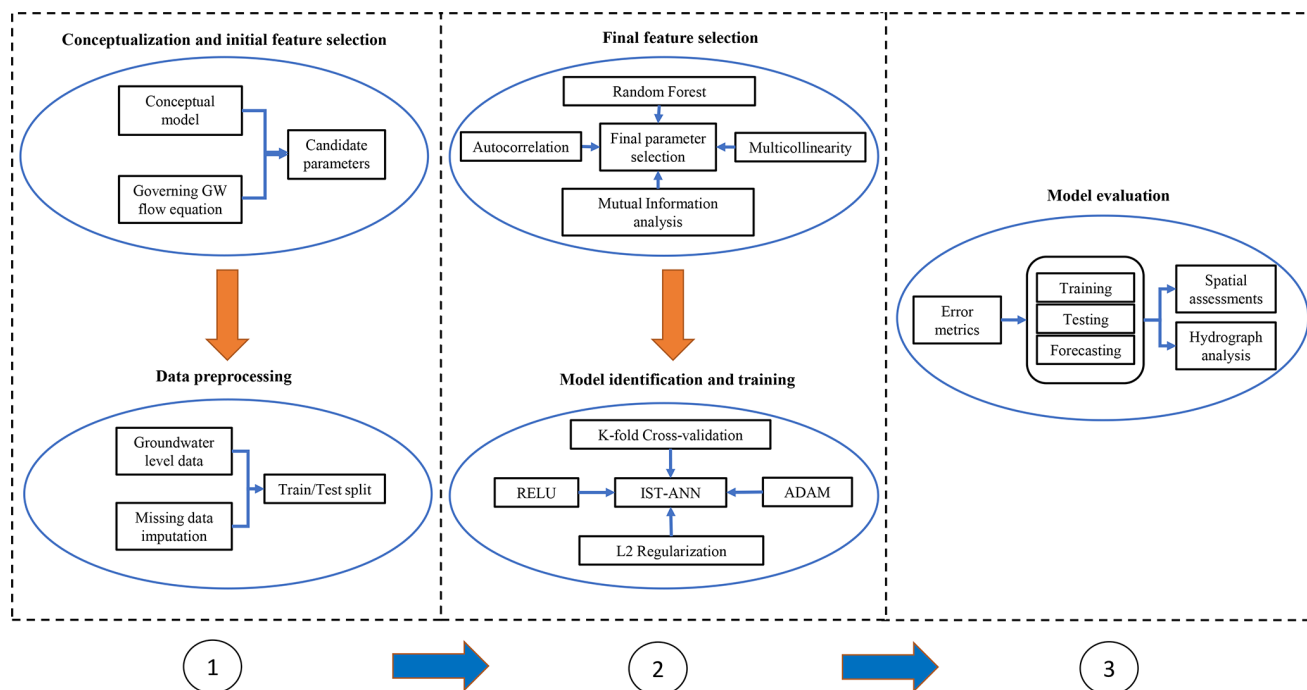 Conceptualization and initial feature selection
Conceptual
model
Candidate
parameters
Governing GW
flow equation
Data preprocessing
Groundwater
level data
Train/Test split
Missing data
imputation
Final feature selection
Random Forest
Autocorrelation
Final parameter
selection
Multicollinearity
Mutual Information
analysis
Model identification and training
K-fold Cross-validation
RELU
IST-ANN
ADAM
L2 Regularization
Model evaluation
Error
metrics
Training
Testing
Forecasting
Spatial
assessments
Hydrograph
analysis
1
2
3